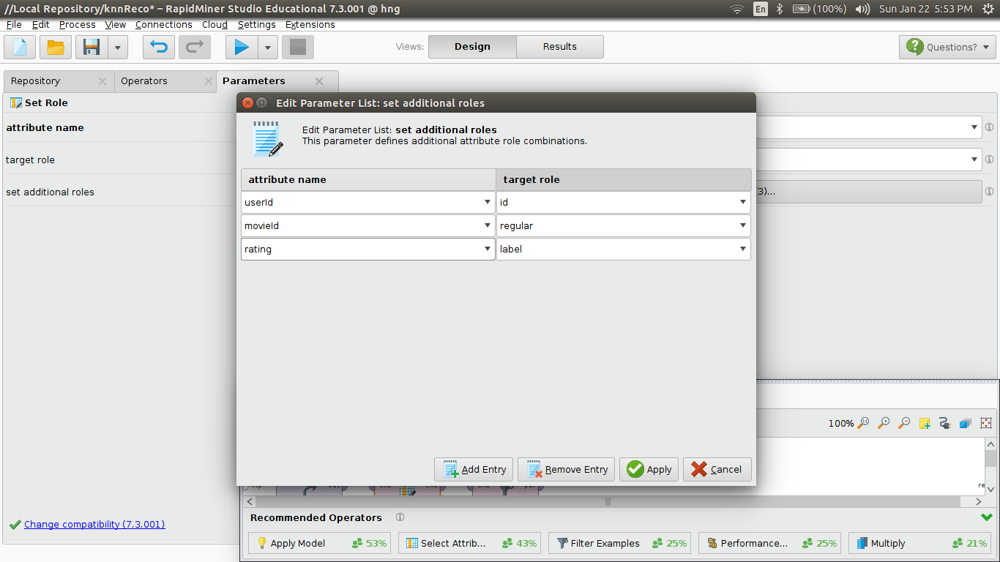 //Local Repository/knnReco* – RapidMiner Studio Educational 7.3.001 @ hng
En
(100%)
Sun Jan 22 5:53 PM
File Edit Process View Connections Cloud Settings Extensions
Views:
Design
Results
Questions?
Repository
Operators
Parameters
Set Role
Edit Parameter List: set additional roles
attribute name
target role
set additional roles
3)...
Edit Parameter List: set additional roles
This parameter defines additional attribute role combinations.
attribute name target role
userId id
movieId regular
rating label
100%
Add Entry
Remove Entry
Apply
Cancel
re
Change compatibility (7.3.001)
Recommended Operators
Apply Model 53%
Select Attrib... 43%
Filter Examples 25%
Performance... 25%
Multiply 21%